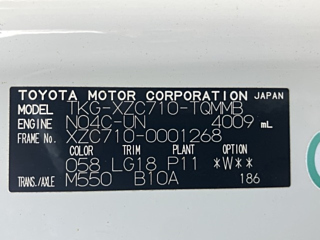 TOYOTA MOTOR CORPORATION JAPAN
MODEL TKG-XZC710-TQMMB
ENGINE N04C-UN 4009 mL
FRAME No. XZC710-0001268
COLOR TRIM PLANT OPTION
058 LG18 P11 *W**
TRANS./AXLE M550 B10A 186